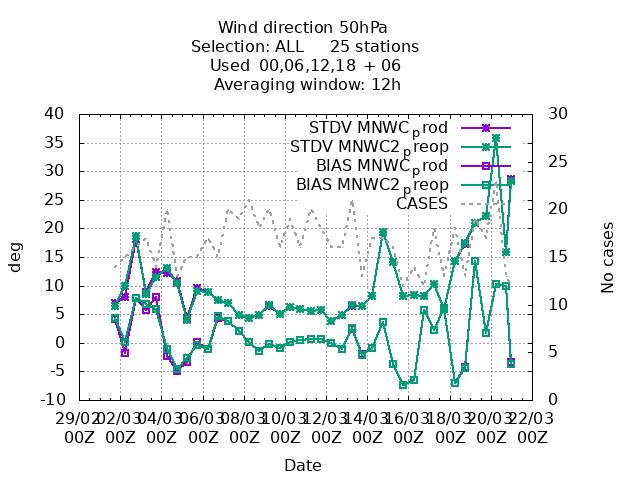 Wind direction 50hPa
Selection: ALL 25 stations
Used 00,06,12,18 + 06
Averaging window: 12h
STDV MNWC_prod
STDV MNWC2_preop
BIAS MNWC_prod
BIAS MNWC2_preop
CASES
deg
40
35
30
25
20
15
10
5
0
-5
-10
No cases
30
25
20
15
10
5
0
29/02 02/03 04/03 06/03 08/03 10/03 12/03 14/03 16/03 18/03 20/03 22/03
00Z 00Z 00Z 00Z 00Z 00Z 00Z 00Z 00Z 00Z 00Z 00Z
Date